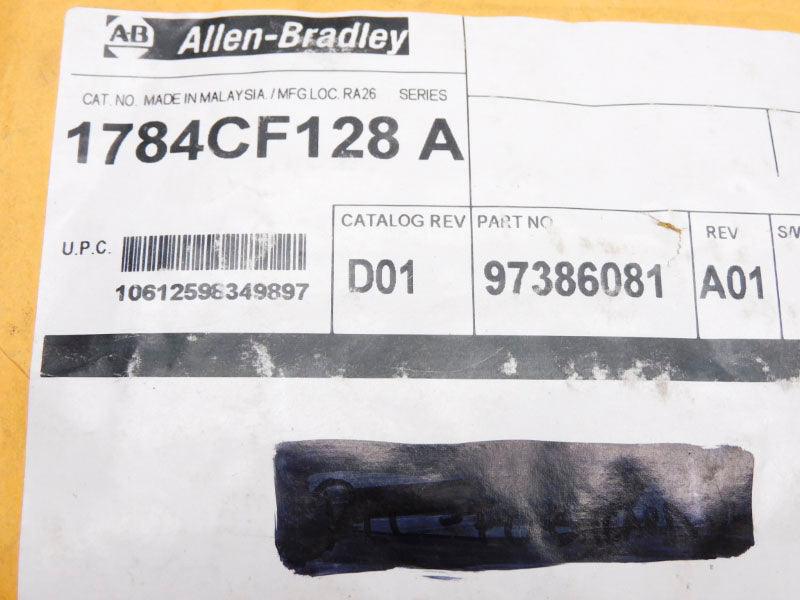 AB Allen-Bradley
CAT. NO. MADE IN MALAYSIA. / MFG.LOC. RA26 SERIES
1784CF128 A
U.P.C.
10612598349897
CATALOG REV
D01
PART NO
97386081
REV
A01
S/N